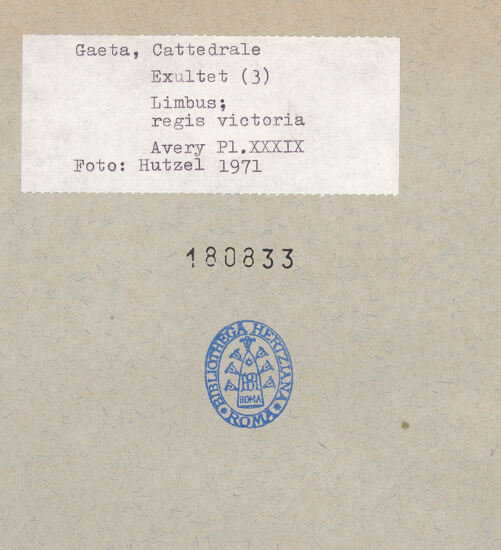 Gaeta, Cattedrale
Exultet (3)
Limbus;
regis victoria
Avery Pl.XXXIX
Foto: Hutzel 1971
180833
BIBLIOTHECA HERTZIANA
ROMA
ROMA